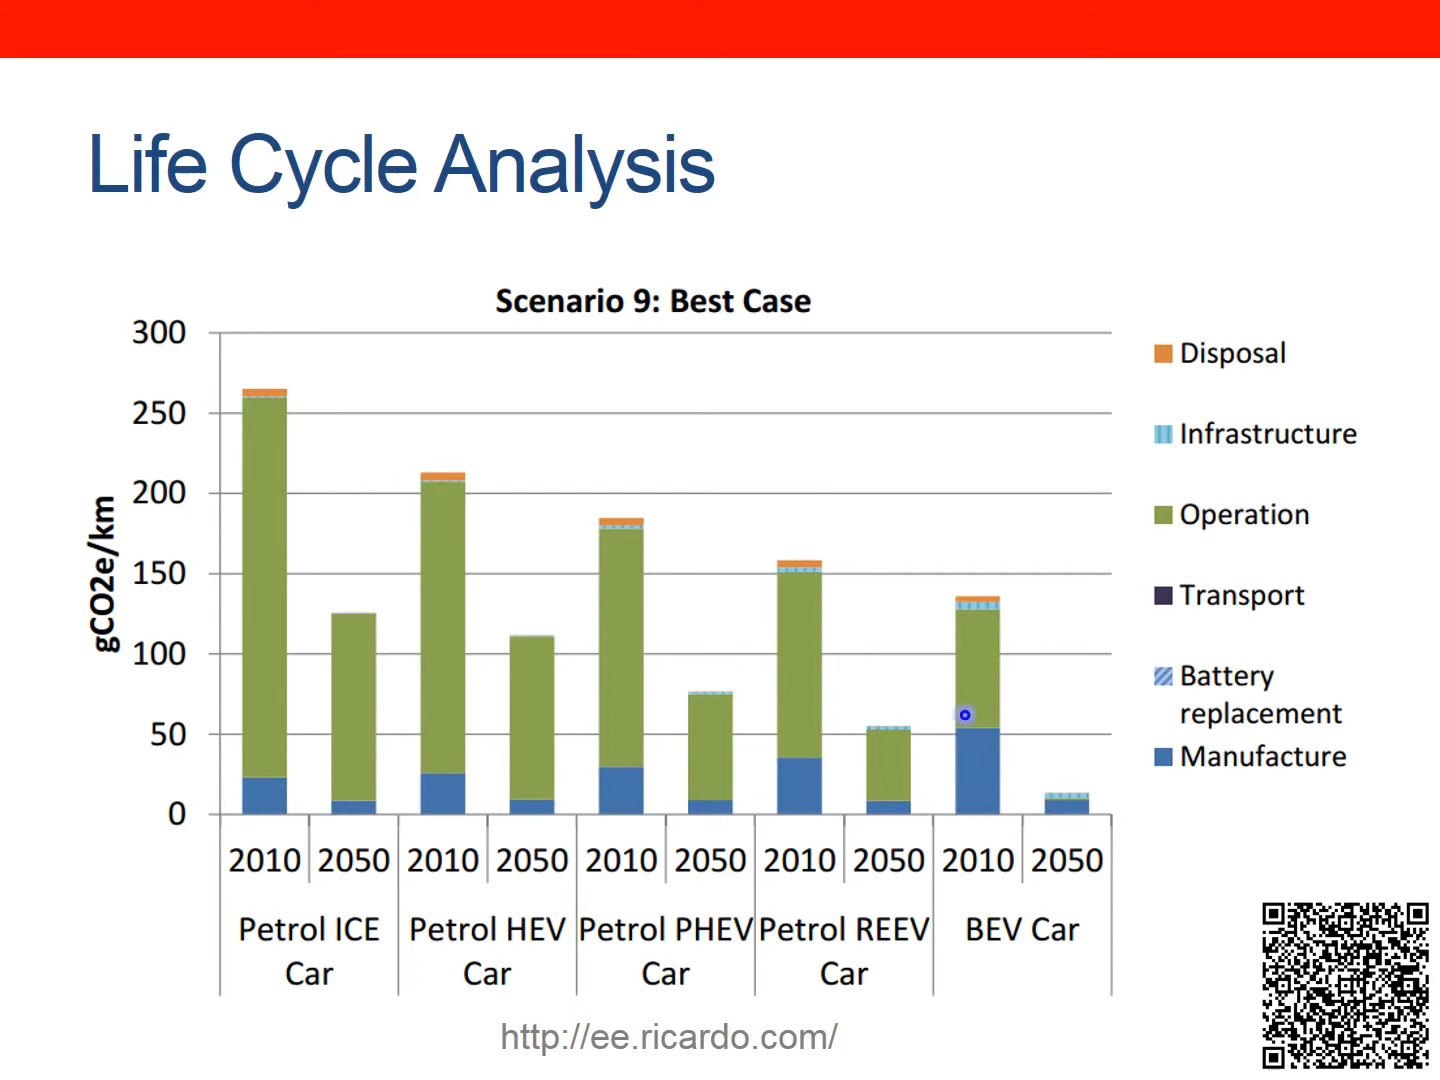 Life Cycle Analysis
Scenario 9: Best Case
300
250
200
150
100
50
0
gCO2e/km
Disposal
Infrastructure
Operation
Transport
Battery
replacement
Manufacture
2010 2050 2010 2050 2010 2050 2010 2050 2010 2050
Petrol ICE Petrol HEV Petrol PHEV Petrol REEV BEV Car
Car Car Car Car
http://ee.ricardo.com/